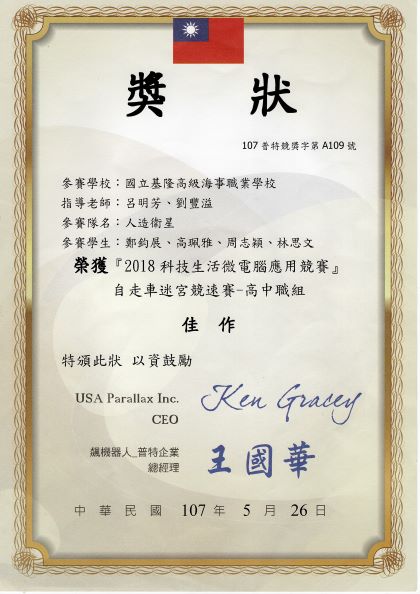 獎 狀
107 普特競獎字第 A109 號
參賽學校：國立基隆高級海事職業學校
指導老師：呂明芳、劉豐溢
參賽隊名：人造衛星
參賽學生：鄭鈞展、高珮雅、周志穎、林思文
榮獲『2018 科技生活微電腦應用競賽』
自走車迷宮競速賽-高中職組
佳 作
特頒此狀 以資鼓勵
USA Parallax Inc.
CEO
Ken Gracey
飆機器人_普特企業
總經理
王國華
中 華 民 國 107 年 5 月 26 日